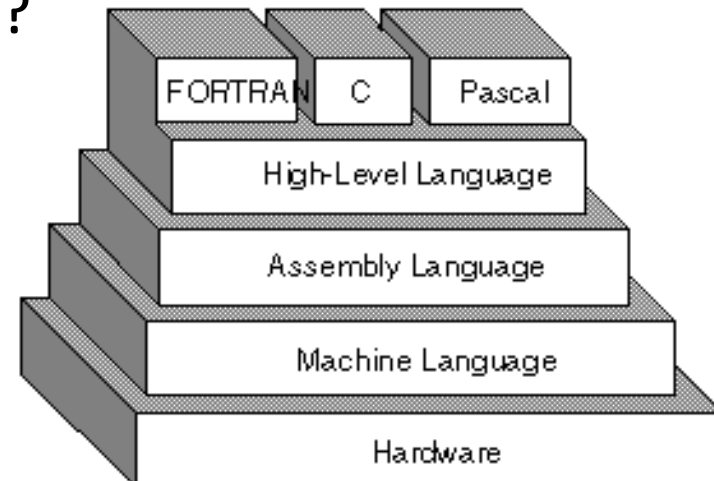 ?
FORTRAN C Pascal
High-Level Language
Assembly Language
Machine Language
Hardware